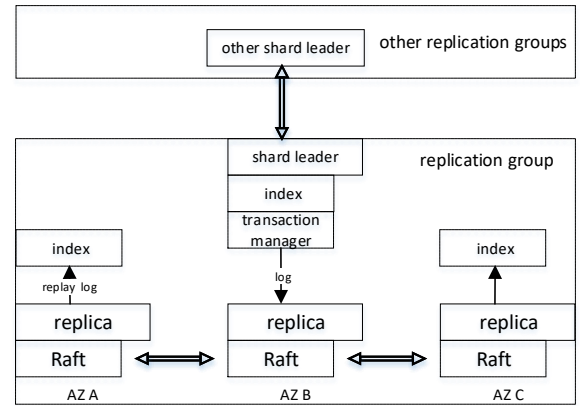 other shard leader
other replication groups
shard leader
replication group
index
transaction
manager
index
index
replay log
log
replica
replica
replica
Raft
Raft
Raft
AZ A
AZ B
AZ C